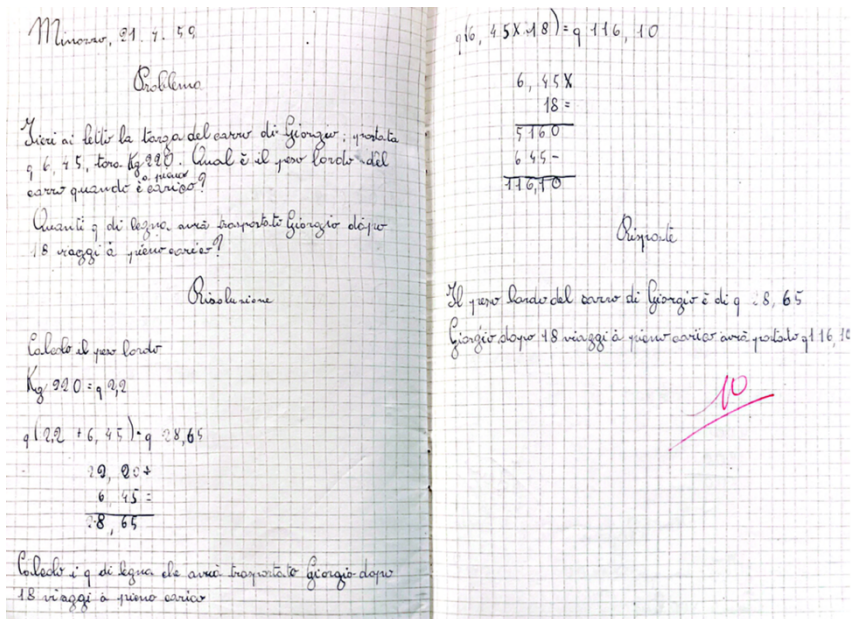 Minozzo, 21. 4. 59
Problema
Ieri ai letto la targa del carro di Giorgio; portata
q 6,45, tara Kg 220. Qual è il peso lordo del
a pieno
carro quando è carico?
Quanti q di legna avrà trasportato Giorgio dopo
18 viaggi à pieno carico?
Risoluzione
Calcolo il peso lordo
Kg 220 = q 2,2
q (2,2 + 6,45) = q 8,65
2,20+
6,45=
8,65
Calcolo i q di legna che avrà trasportato Giorgio dopo
18 viaggi à pieno carico
q (6,45 X 18) = q 116,10
6,45X
18=
5160
645-
116,10
Risposte
Il peso lordo del carro di Giorgio è di q 8,65
Giorgio dopo 18 viaggi à pieno carico avrà portato q 116,10
10